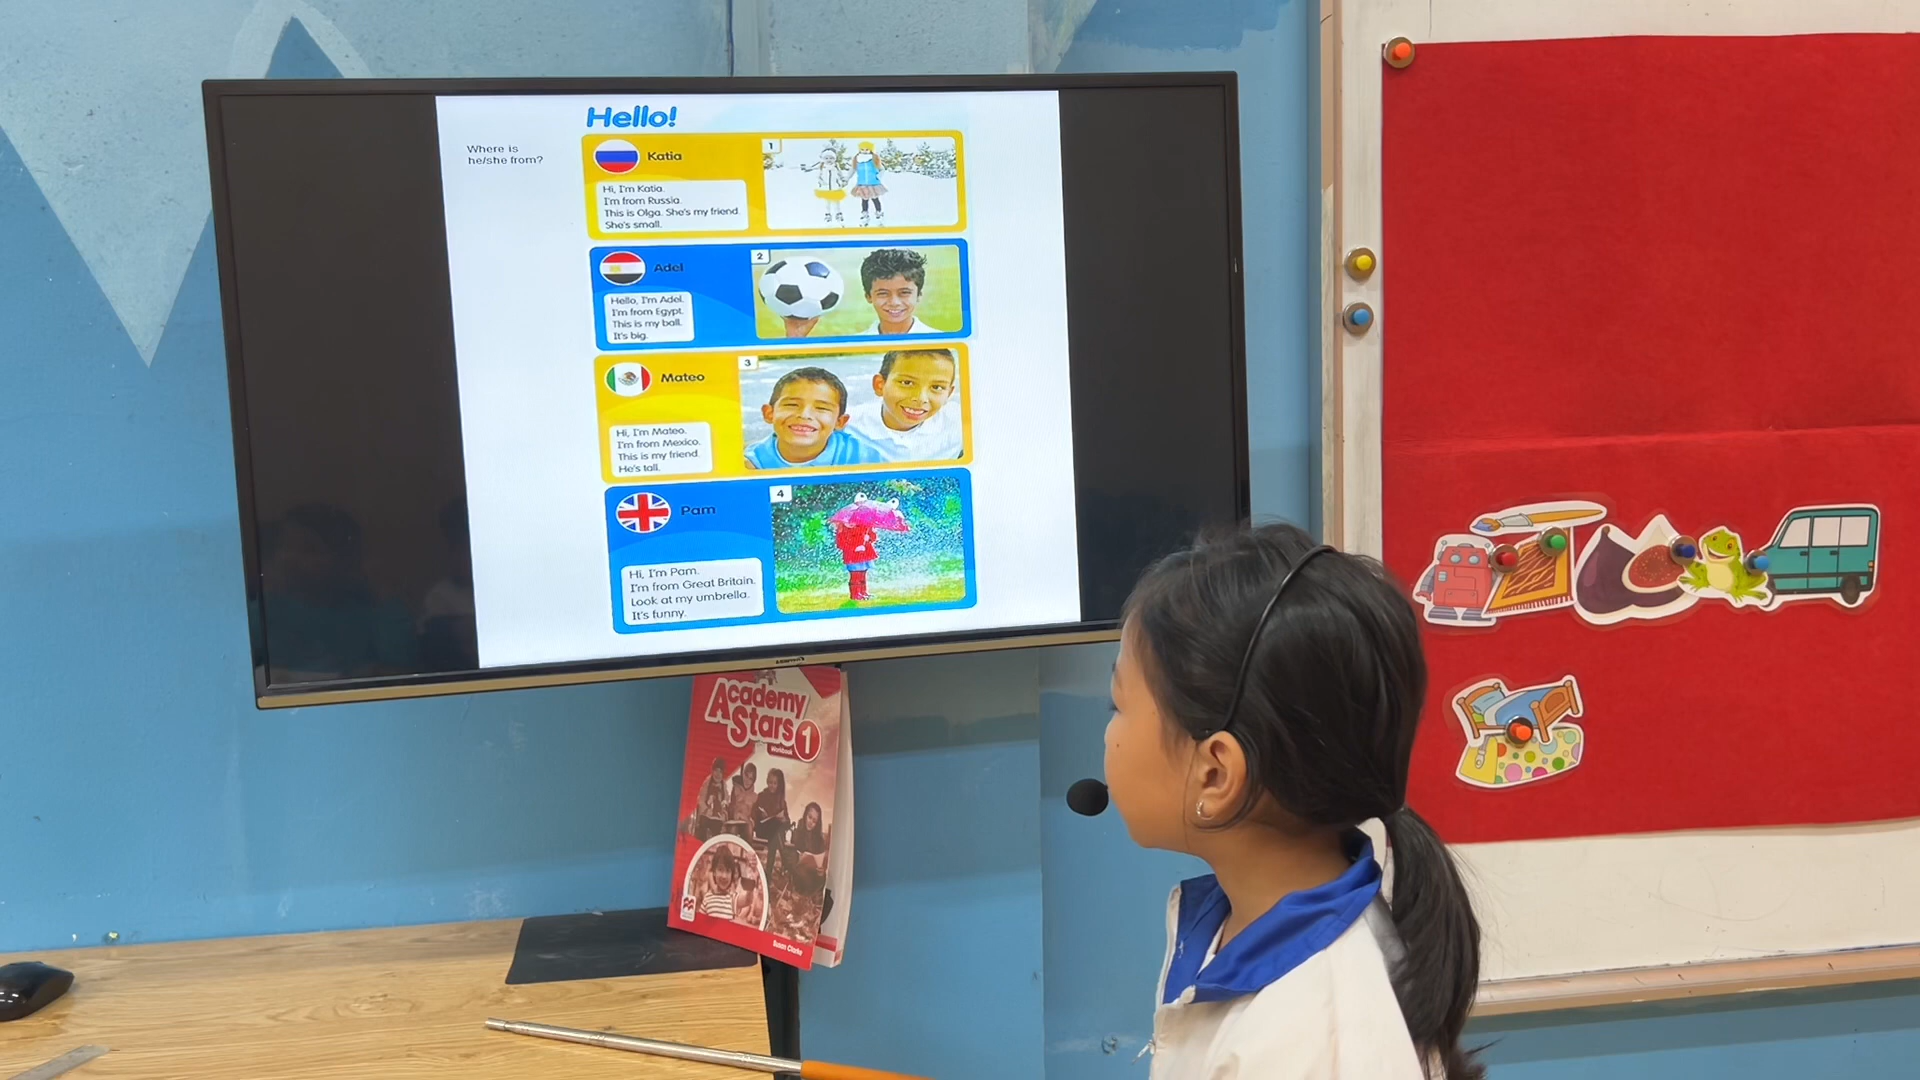 Hello!
Where is
he/she from?
1
Katia
Hi, I'm Katia.
I'm from Russia.
This is Olga. She's my friend.
She's small.
2
Adel
Hello, I'm Adel.
I'm from Egypt.
This is my ball.
It's big.
3
Mateo
Hi, I'm Mateo.
I'm from Mexico.
This is my friend.
He's tall.
4
Pam
Hi, I'm Pam.
I'm from Great Britain.
Look at my umbrella.
It's funny.
Academy
Stars 1
Workbook
Susan Clarke